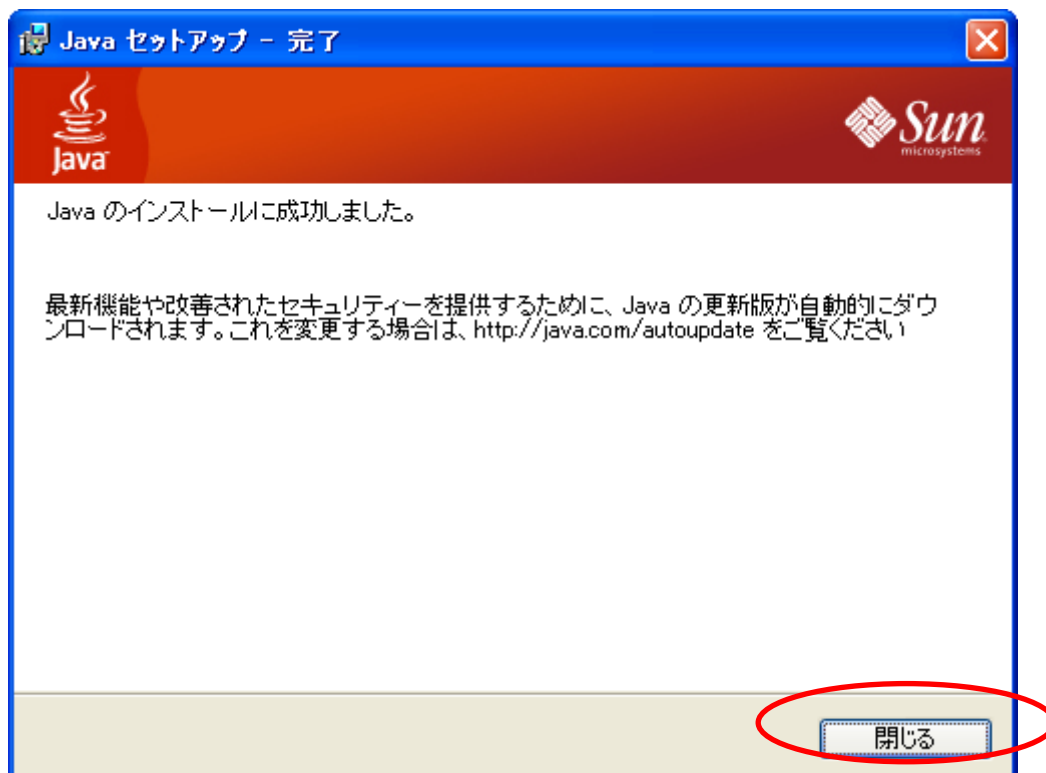 Java セットアップ - 完了
Java
Sun
microsystems
Java のインストールに成功しました。
最新機能や改善されたセキュリティーを提供するために、Java の更新版が自動的にダウ
ンロードされます。これを変更する場合は、http://java.com/autoupdate をご覧ください
閉じる